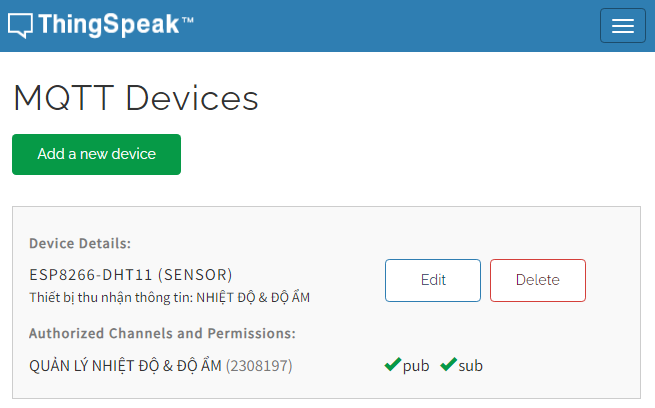 ThingSpeak™
MQTT Devices
Add a new device
Device Details:
ESP8266-DHT11 (SENSOR)
Thiết bị thu nhận thông tin: NHIỆT ĐỘ & ĐỘ ẨM
Edit
Delete
Authorized Channels and Permissions:
QUẢN LÝ NHIỆT ĐỘ & ĐỘ ẨM (2308197) pub sub